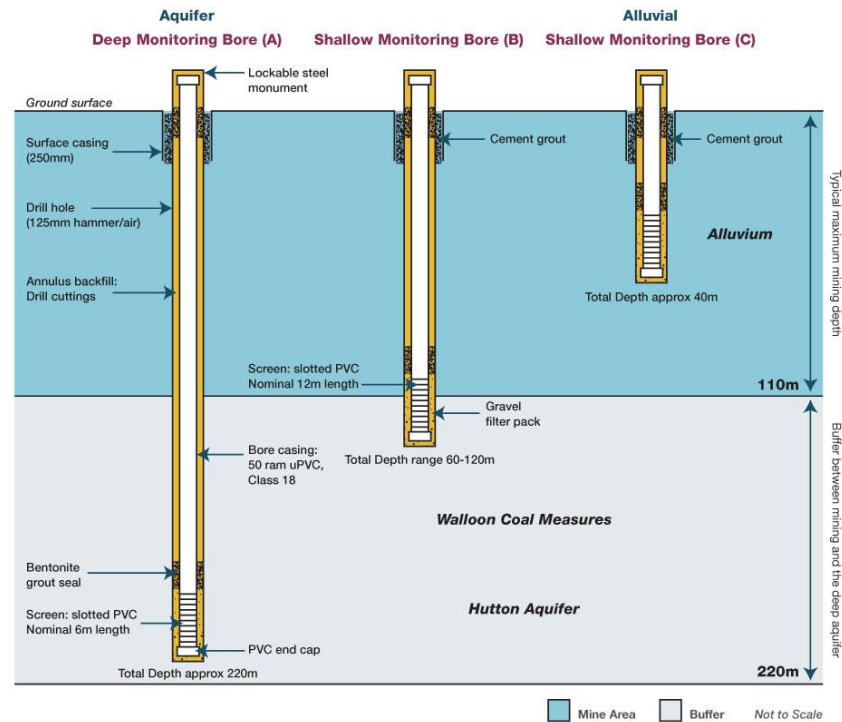 Aquifer
Deep Monitoring Bore (A)
Shallow Monitoring Bore (B)
Alluvial
Shallow Monitoring Bore (C)
Lockable steel
monument
Ground surface
Surface casing
(250mm)
Cement grout
Cement grout
Drill hole
(125mm hammer/air)
Alluvium
Annulus backfill:
Drill cuttings
Total Depth approx 40m
Typical maximum mining depth
Screen: slotted PVC
Nominal 12m length
110m
Gravel
filter pack
Bore casing:
50 ram uPVC,
Class 18
Total Depth range 60-120m
Walloon Coal Measures
Buffer between mining and the deep aquifer
Bentonite
grout seal
Hutton Aquifer
Screen: slotted PVC
Nominal 6m length
PVC end cap
Total Depth approx 220m
220m
Mine Area
Buffer
Not to Scale